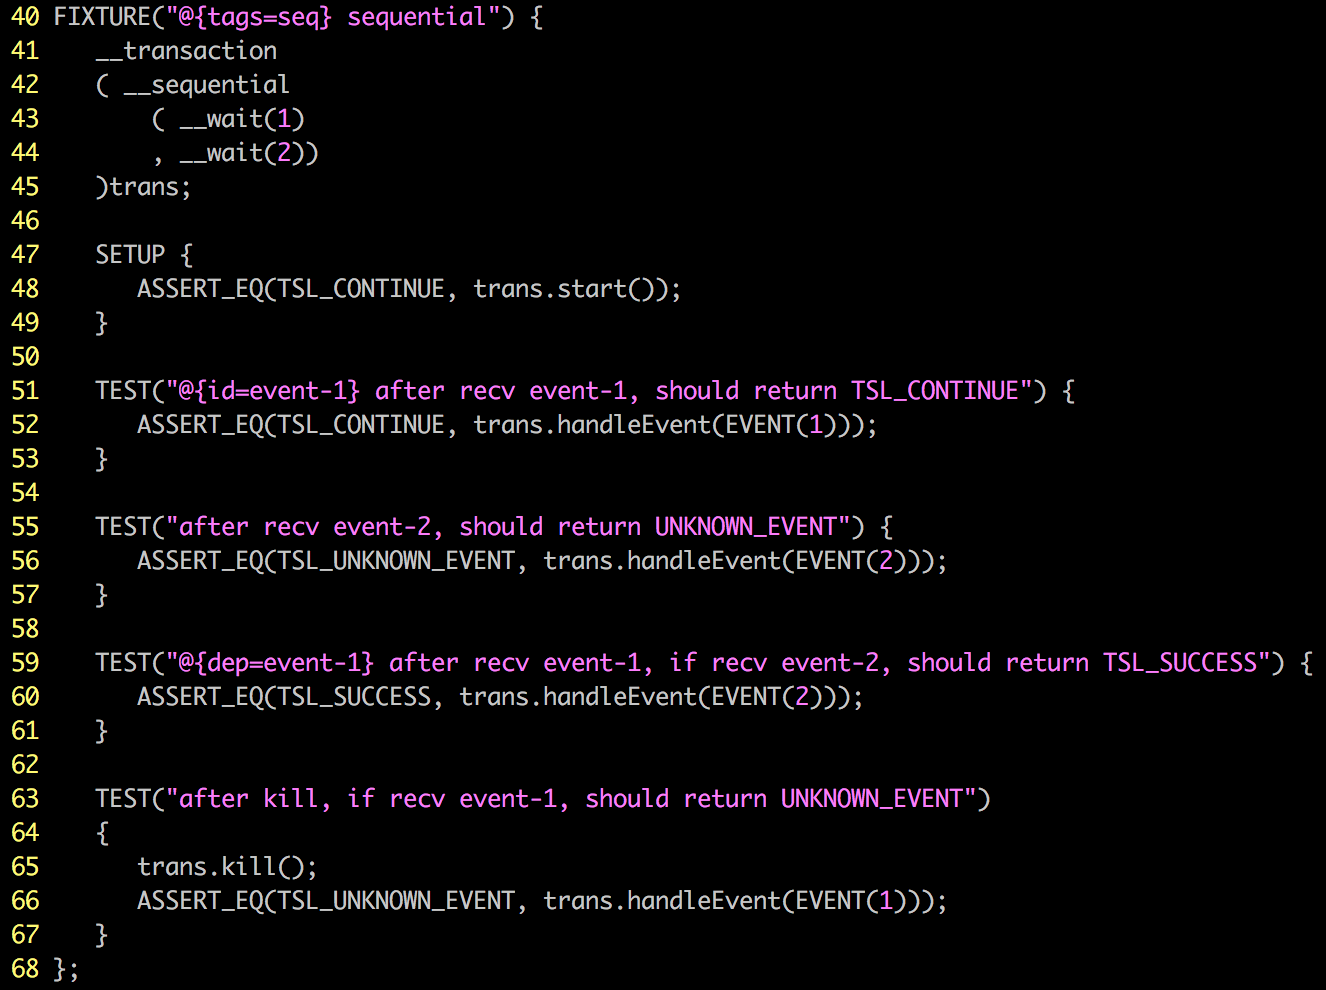 40 FIXTURE("@{tags=seq} sequential") {
41    __transaction
42    ( __sequential
43        ( __wait(1)
44        , __wait(2))
45    )trans;
46
47    SETUP {
48       ASSERT_EQ(TSL_CONTINUE, trans.start());
49    }
50
51    TEST("@{id=event-1} after recv event-1, should return TSL_CONTINUE") {
52       ASSERT_EQ(TSL_CONTINUE, trans.handleEvent(EVENT(1)));
53    }
54
55    TEST("after recv event-2, should return UNKNOWN_EVENT") {
56       ASSERT_EQ(TSL_UNKNOWN_EVENT, trans.handleEvent(EVENT(2)));
57    }
58
59    TEST("@{dep=event-1} after recv event-1, if recv event-2, should return TSL_SUCCESS") {
60       ASSERT_EQ(TSL_SUCCESS, trans.handleEvent(EVENT(2)));
61    }
62
63    TEST("after kill, if recv event-1, should return UNKNOWN_EVENT")
64    {
65       trans.kill();
66       ASSERT_EQ(TSL_UNKNOWN_EVENT, trans.handleEvent(EVENT(1)));
67    }
68 };